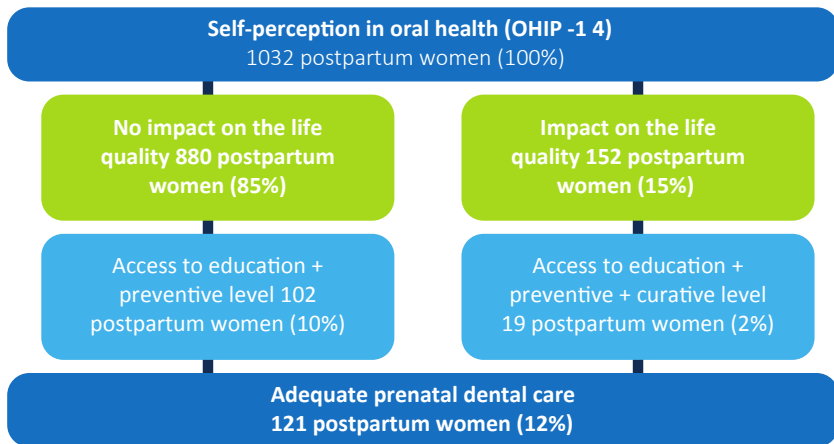 Self-perception in oral health (OHIP -1 4)
1032 postpartum women (100%)
No impact on the life
quality 880 postpartum
women (85%)
Impact on the life
quality 152 postpartum
women (15%)
Access to education +
preventive level 102
postpartum women (10%)
Access to education +
preventive + curative level
19 postpartum women (2%)
Adequate prenatal dental care
121 postpartum women (12%)